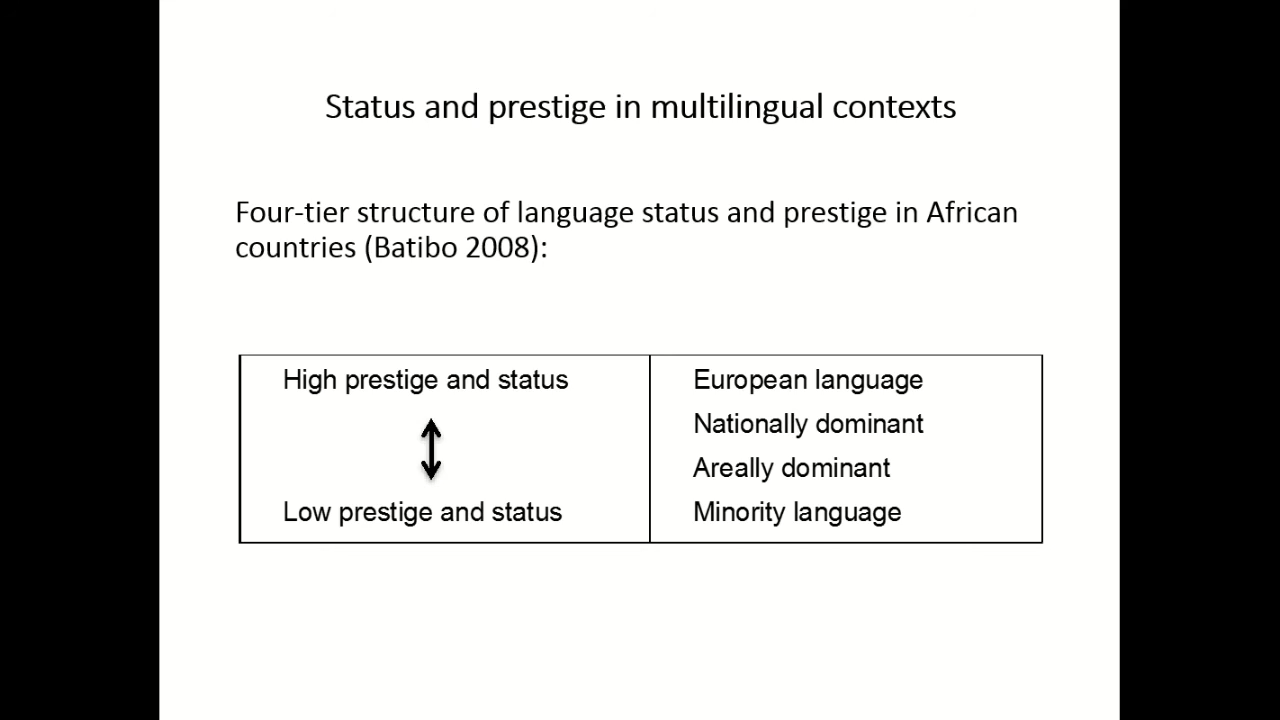 Status and prestige in multilingual contexts
Four-tier structure of language status and prestige in African
countries (Batibo 2008):
High prestige and status
European language
Nationally dominant
Areally dominant
Low prestige and status
Minority language